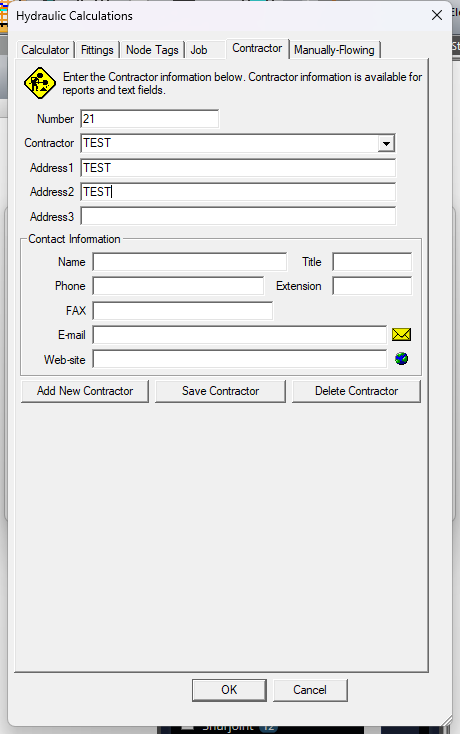 Hydraulic Calculations
Calculator Fittings Node Tags Job Contractor Manually-Flowing
Enter the Contractor information below. Contractor information is available for
reports and text fields.
Number 21
Contractor TEST
Address1 TEST
Address2 TEST
Address3
Contact Information
Name Title
Phone Extension
FAX
E-mail
Web-site
Add New Contractor Save Contractor Delete Contractor
OK Cancel
12